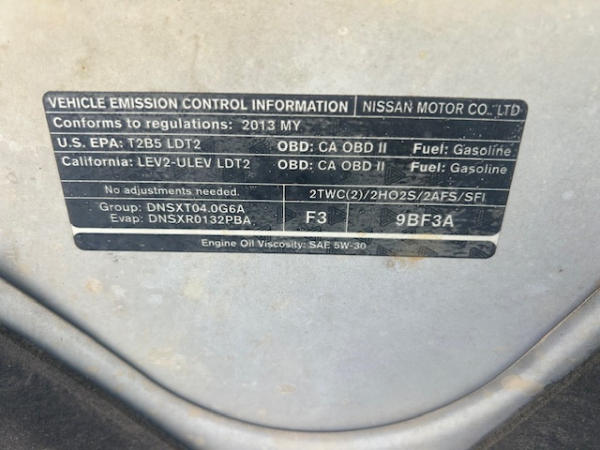 VEHICLE EMISSION CONTROL INFORMATION NISSAN MOTOR CO., LTD
Conforms to regulations: 2013 MY
U.S. EPA: T2B5 LDT2 OBD: CA OBD II Fuel: Gasoline
California: LEV2-ULEV LDT2 OBD: CA OBD II Fuel: Gasoline
No adjustments needed. 2TWC(2)/2HO2S/2AFS/SFI
Group: DNSXT04.0G6A
Evap: DNSXR0132PBA F3 9BF3A
Engine Oil Viscosity: SAE 5W-30